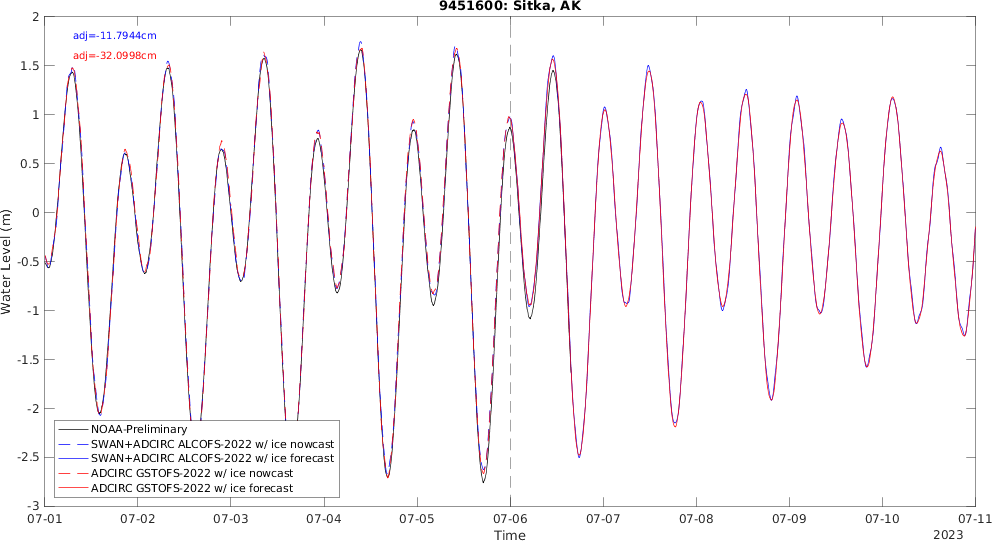 9451600: Sitka, AK
adj=-11.7944cm
adj=-32.0998cm
Water Level (m)
2
1.5
1
0.5
0
-0.5
-1
-1.5
-2
-2.5
-3
NOAA-Preliminary
SWAN+ADCIRC ALCOFS-2022 w/ ice nowcast
SWAN+ADCIRC ALCOFS-2022 w/ ice forecast
ADCIRC GSTOFS-2022 w/ ice nowcast
ADCIRC GSTOFS-2022 w/ ice forecast
07-01 07-02 07-03 07-04 07-05 07-06 07-07 07-08 07-09 07-10 07-11
Time
2023